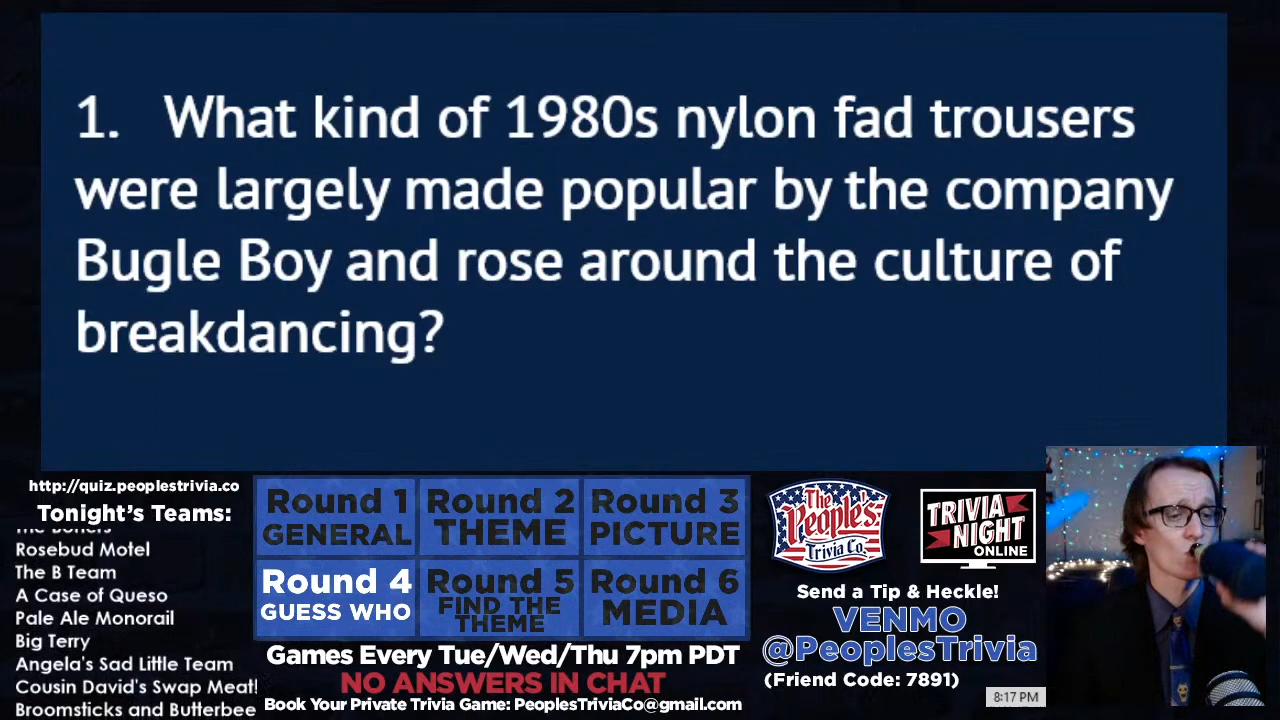 1. What kind of 1980s nylon fad trousers
were largely made popular by the company
Bugle Boy and rose around the culture of
breakdancing?
http://quiz.peoplestrivia.co
Tonight's Teams:
Rosebud Motel
The B Team
A Case of Queso
Pale Ale Monorail
Big Terry
Angela's Sad Little Team
Cousin David's Swap Meat!
Broomsticks and Butterbee
Round 1
GENERAL
Round 2
THEME
Round 3
PICTURE
Round 4
GUESS WHO
Round 5
FIND THE
THEME
Round 6
MEDIA
Games Every Tue/Wed/Thu 7pm PDT
NO ANSWERS IN CHAT
Book Your Private Trivia Game: PeoplesTriviaCo@gmail.com
The
People's
Trivia Co.
TRIVIA
NIGHT
ONLINE
Send a Tip & Heckle!
VENMO
@PeoplesTrivia
(Friend Code: 7891)
8:17 PM